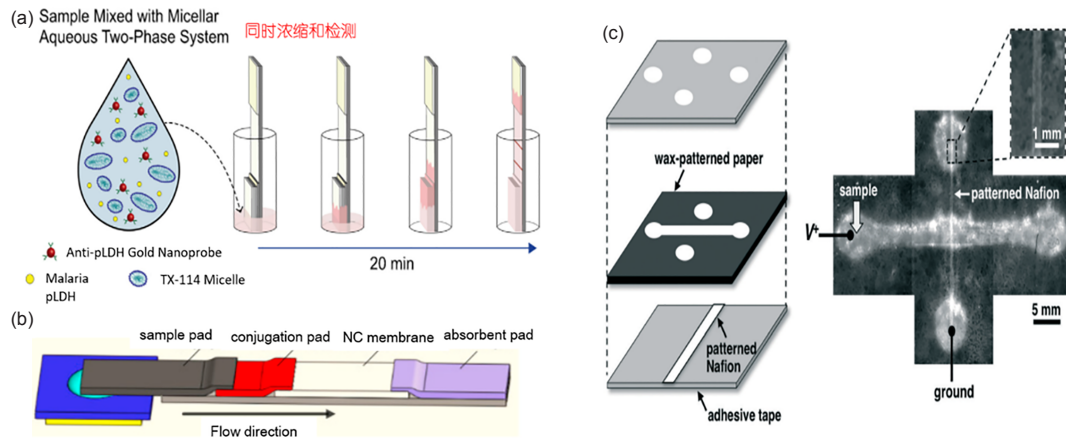 (a) Sample Mixed with Micellar
Aqueous Two-Phase System
同时浓缩和检测
Anti-pLDH Gold Nanoprobe
Malaria
pLDH
TX-114 Micelle
20 min
(b)
sample pad
conjugation pad
NC membrane
absorbent pad
Flow direction
(c)
wax-patterned paper
patterned
Nafion
adhesive tape
1 mm
sample
patterned Nafion
V+
5 mm
ground